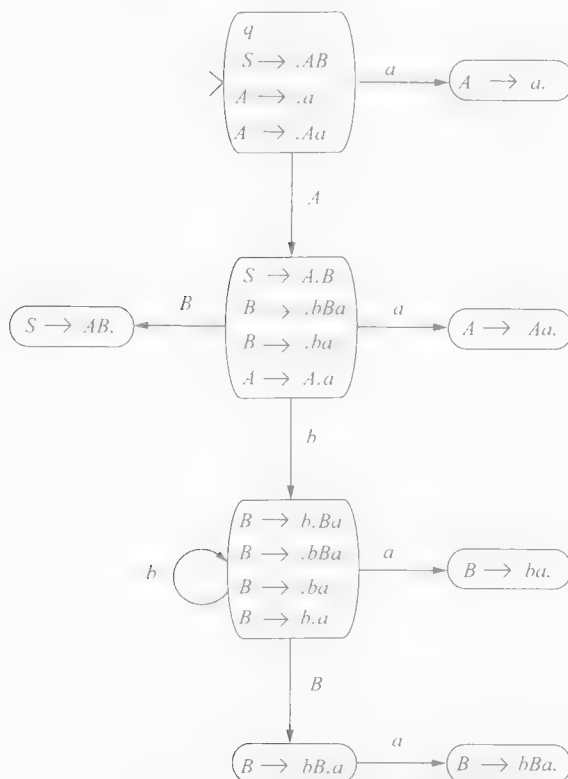 q
S → .AB
A → .a
A → .Aa
a
A → a.
A
S → A.B
B → .bBa
B → .ba
A → A.a
B
S → AB.
a
A → Aa.
b
B → b.Ba
B → .bBa
B → .ba
B → b.a
b
a
B → ba.
B
B → bB.a
a
B → bBa.